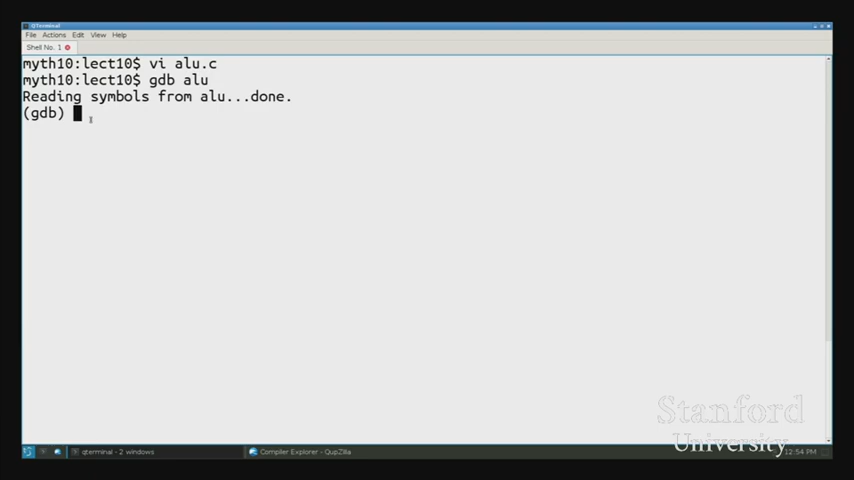 QTerminal
File Actions Edit View Help
Shell No. 1
myth10:lect10$ vi alu.c
myth10:lect10$ gdb alu
Reading symbols from alu...done.
(gdb)
Stanford
University
qterminal - 2 windows
Compiler Explorer - QupZilla
12:54 PM